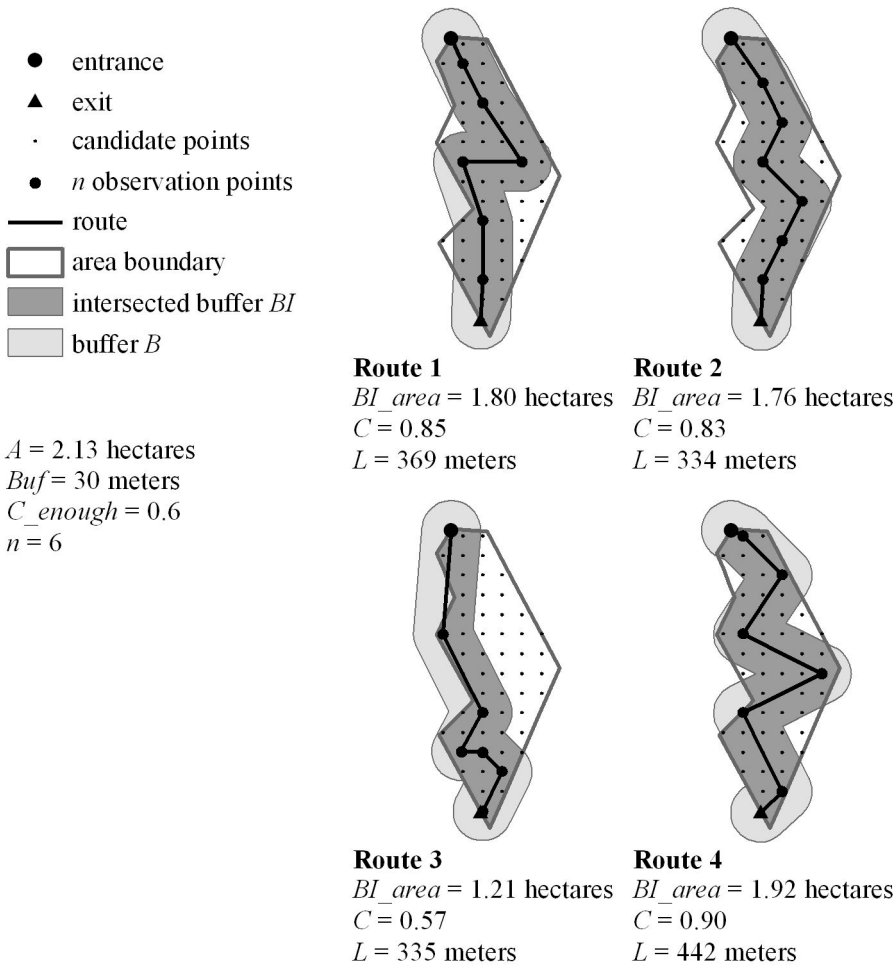 entrance
exit
candidate points
n observation points
route
area boundary
intersected buffer BI
buffer B
A = 2.13 hectares
Buf = 30 meters
C_enough = 0.6
n = 6
Route 1
BI_area = 1.80 hectares
C = 0.85
L = 369 meters
Route 2
BI_area = 1.76 hectares
C = 0.83
L = 334 meters
Route 3
BI_area = 1.21 hectares
C = 0.57
L = 335 meters
Route 4
BI_area = 1.92 hectares
C = 0.90
L = 442 meters